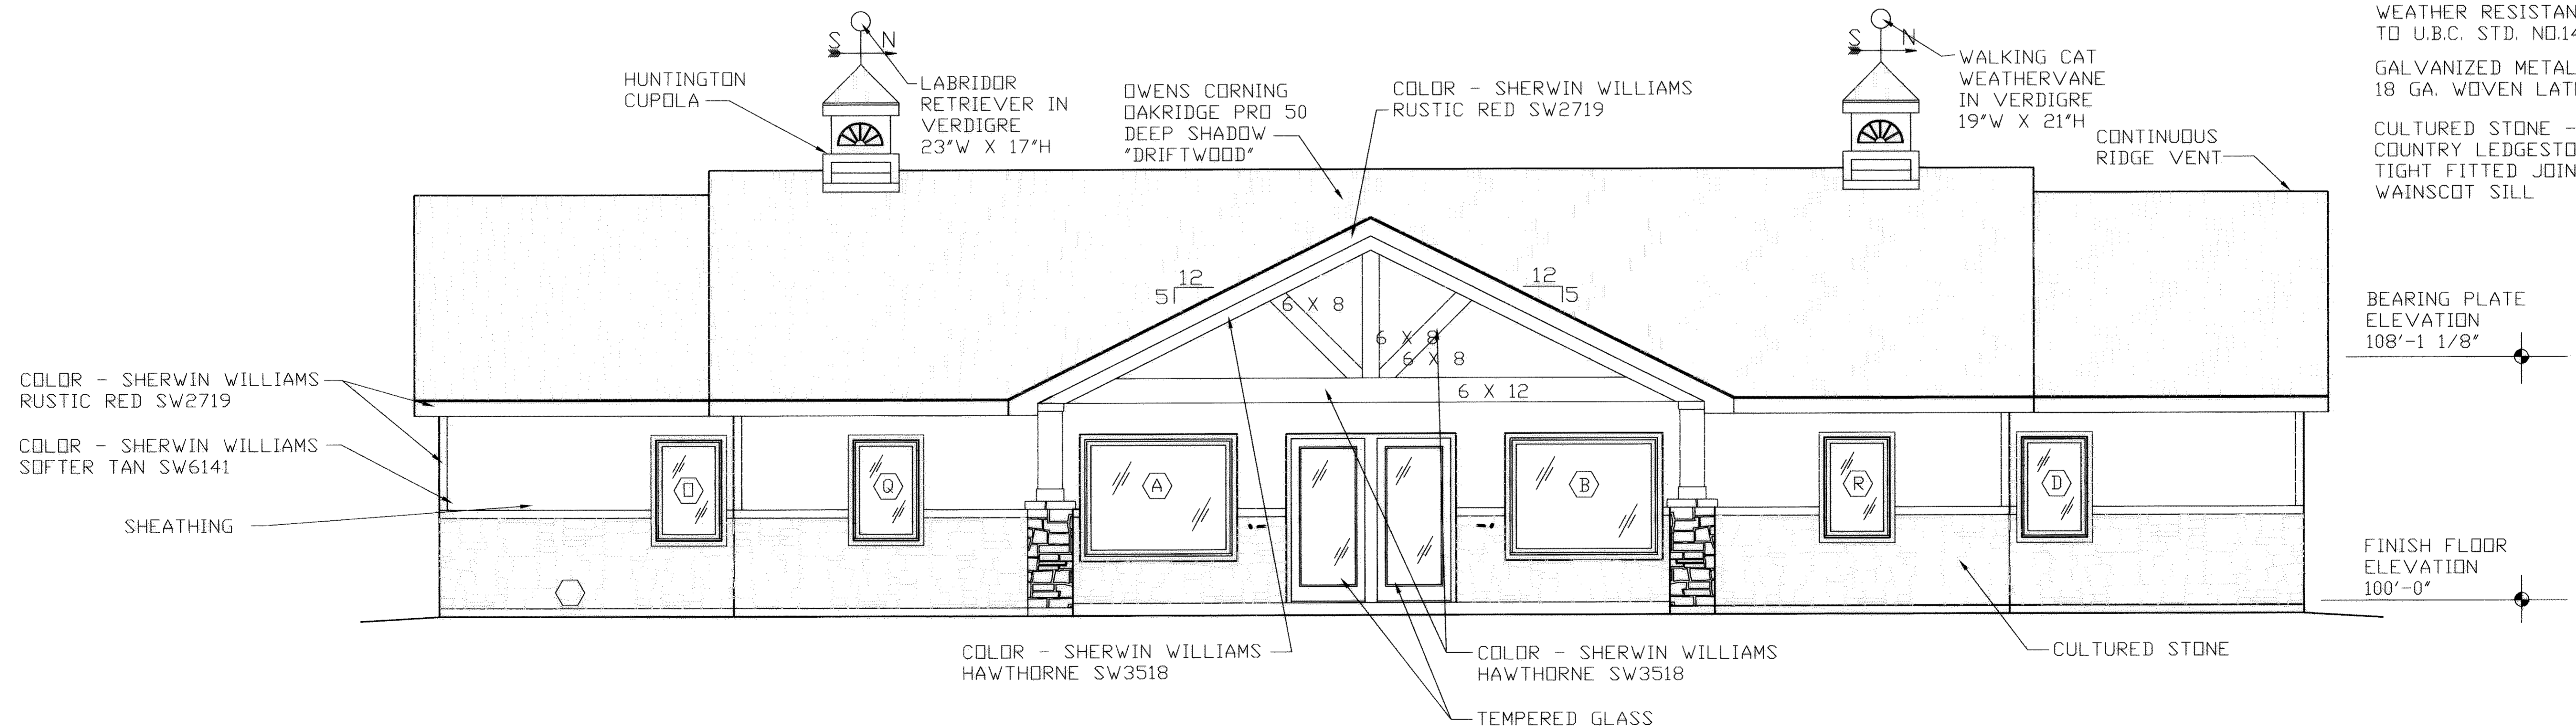 S N
HUNTINGTON
CUPOLA
LABRIDOR
RETRIEVER IN
VERDIGRE
23"W X 17"H
OWENS CORNING
OAKRIDGE PRO 50
DEEP SHADOW
"DRIFTWOOD"
COLOR - SHERWIN WILLIAMS
RUSTIC RED SW2719
S N
WALKING CAT
WEATHERVANE
IN VERDIGRE
19"W X 21"H
CONTINUOUS
RIDGE VENT
WEATHER RESISTAN
TO U.B.C. STD. NO.14
GALVANIZED METAL
18 GA. WOVEN LAT
CULTURED STONE -
COUNTRY LEDGESTO
TIGHT FITTED JOIN
WAINSCOT SILL
12
5
12
5
6 X 8
6 X 8
6 X 8
6 X 12
BEARING PLATE
ELEVATION
108'-1 1/8"
COLOR - SHERWIN WILLIAMS
RUSTIC RED SW2719
COLOR - SHERWIN WILLIAMS
SOFTER TAN SW6141
SHEATHING
O
Q
A
B
R
D
FINISH FLOOR
ELEVATION
100'-0"
COLOR - SHERWIN WILLIAMS
HAWTHORNE SW3518
COLOR - SHERWIN WILLIAMS
HAWTHORNE SW3518
TEMPERED GLASS
CULTURED STONE